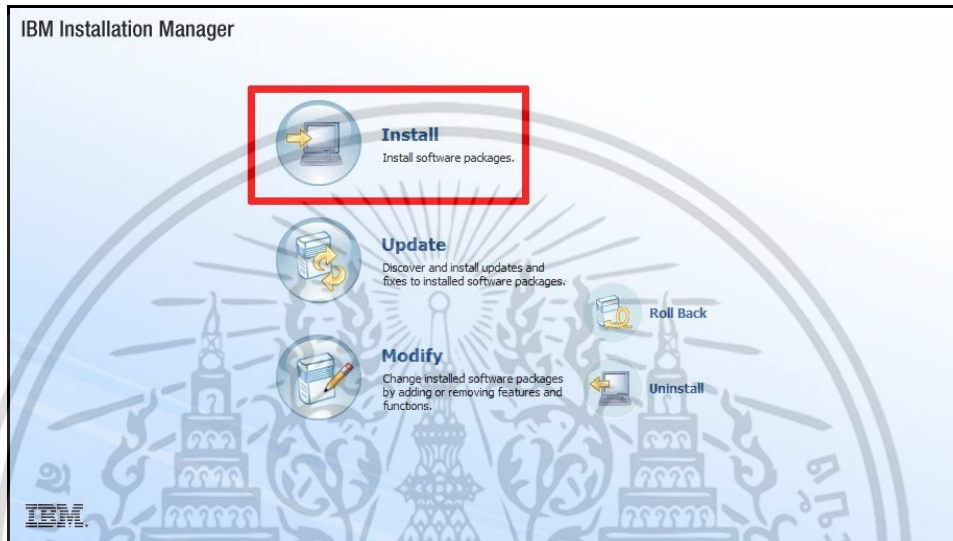 IBM Installation Manager
Install
Install software packages.
Update
Discover and install updates and
fixes to installed software packages.
Roll Back
Modify
Change installed software packages
by adding or removing features and
functions.
Uninstall
IBM.